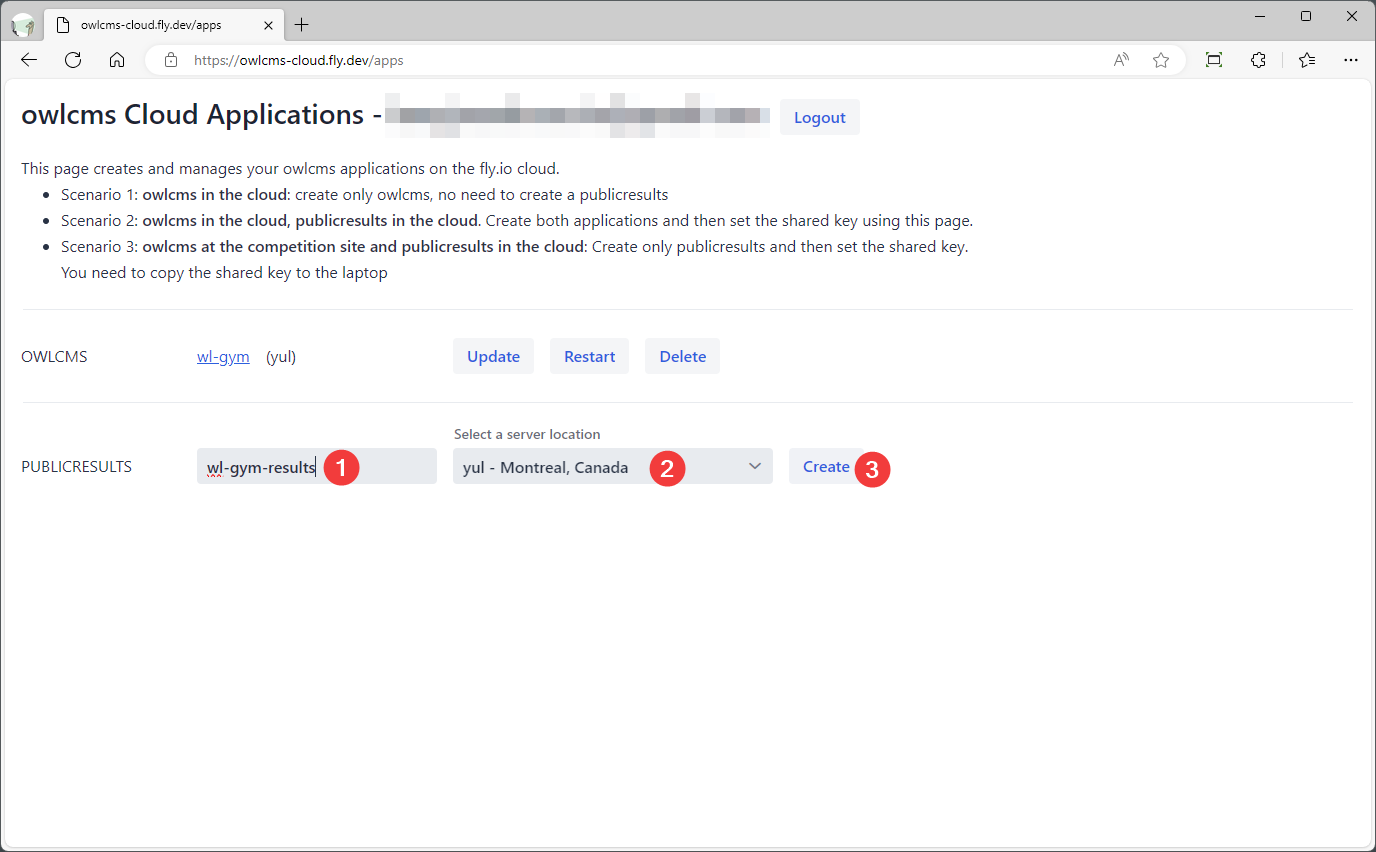 owlcms-cloud.fly.dev/apps
https://owlcms-cloud.fly.dev/apps
owlcms Cloud Applications -
Logout
This page creates and manages your owlcms applications on the fly.io cloud.
• Scenario 1: owlcms in the cloud: create only owlcms, no need to create a publicresults
• Scenario 2: owlcms in the cloud, publicresults in the cloud. Create both applications and then set the shared key using this page.
• Scenario 3: owlcms at the competition site and publicresults in the cloud: Create only publicresults and then set the shared key.
You need to copy the shared key to the laptop
OWLCMS wl-gym (yul) Update Restart Delete
Select a server location
PUBLICRESULTS wl-gym-results 1 yul - Montreal, Canada 2 Create 3